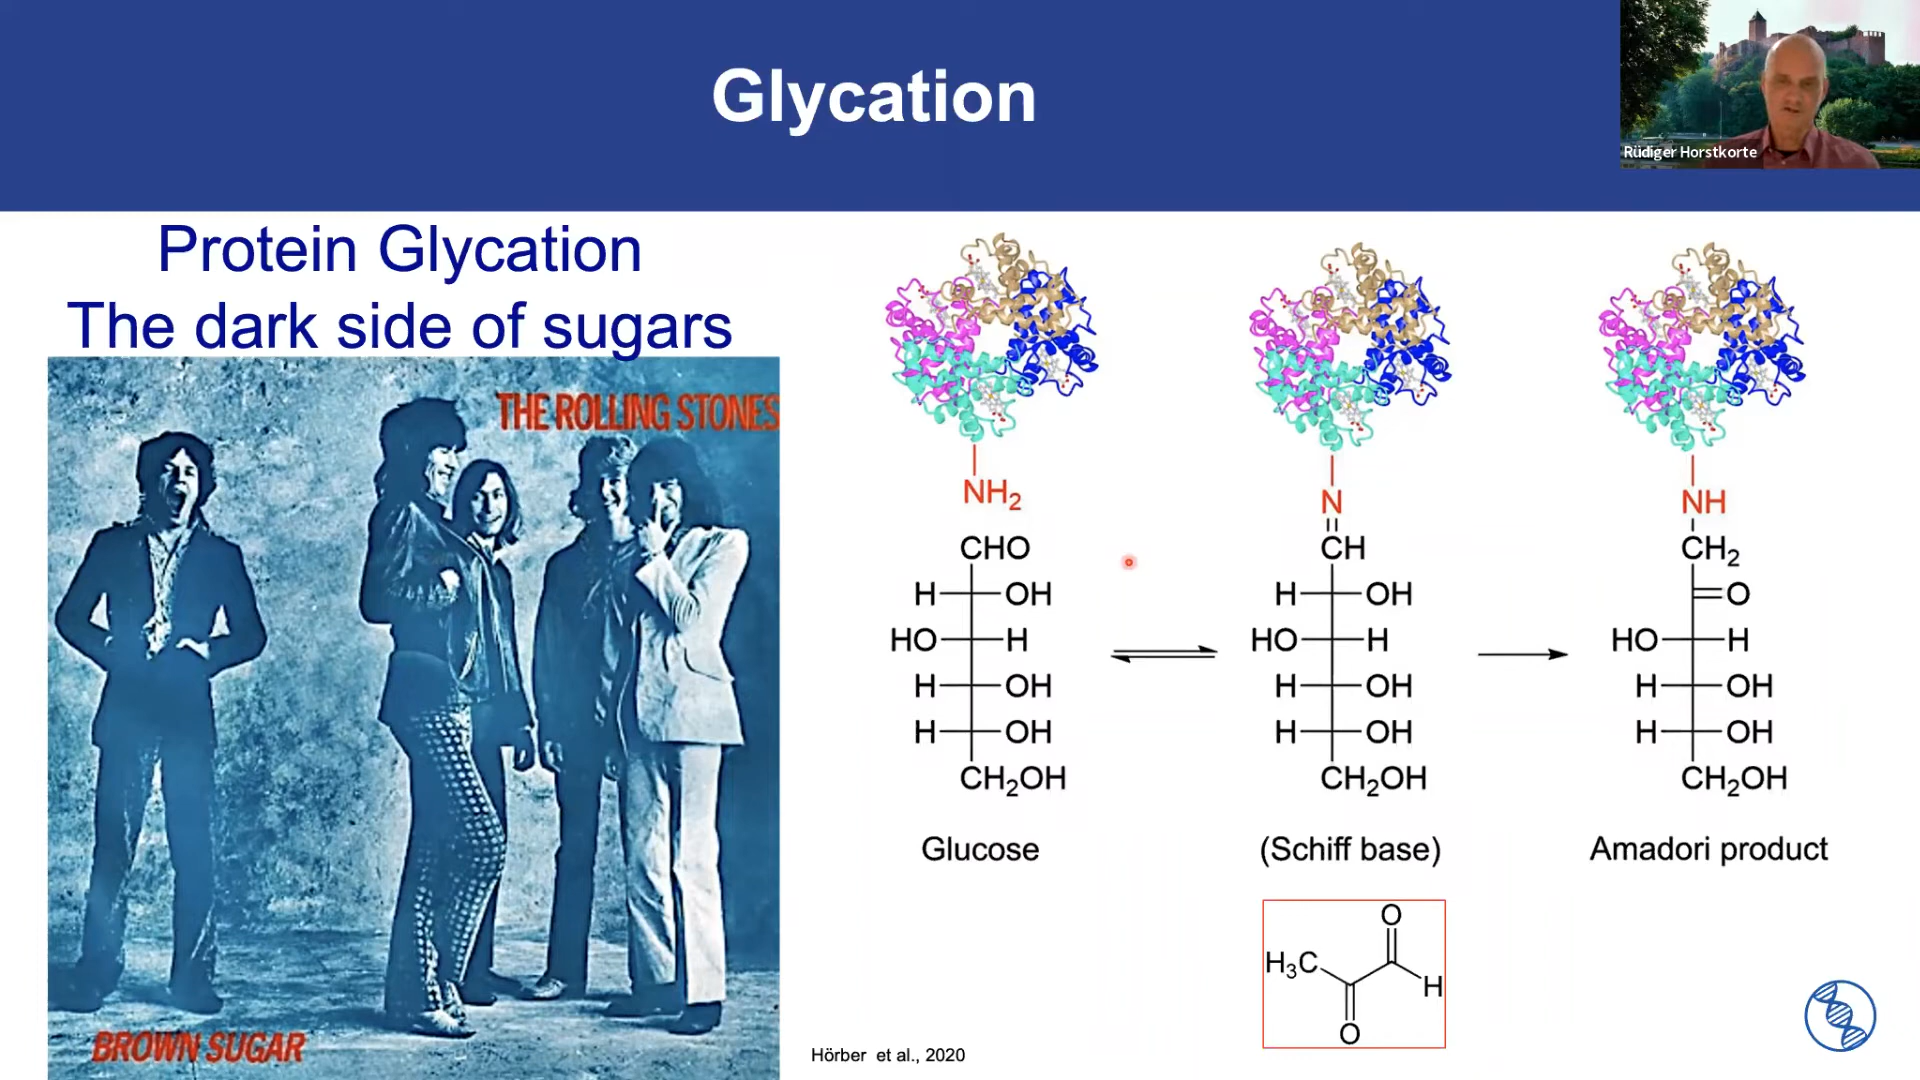 Glycation
Rüdiger Horstkorte
Protein Glycation
The dark side of sugars
THE ROLLING STONES
BROWN SUGAR
NH₂
CHO
H OH
HO H
H OH
H OH
CH₂OH
Glucose
N
CH
H OH
HO H
H OH
H OH
CH₂OH
(Schiff base)
NH
CH₂
O
HO H
H OH
H OH
CH₂OH
Amadori product
O
H₃C
H
O
Hörber et al., 2020